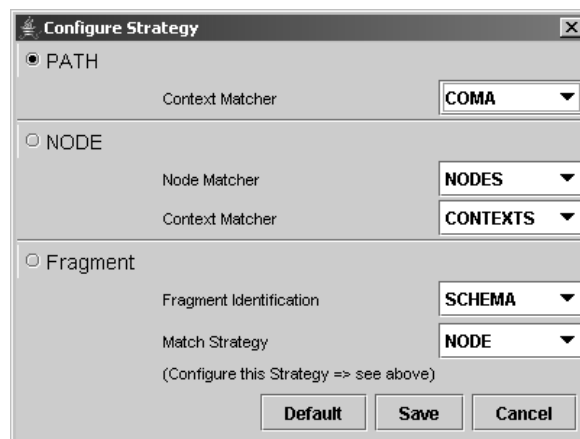 Configure Strategy
PATH
Context Matcher COMA
NODE
Node Matcher NODES
Context Matcher CONTEXTS
Fragment
Fragment Identification SCHEMA
Match Strategy NODE
(Configure this Strategy => see above)
Default Save Cancel